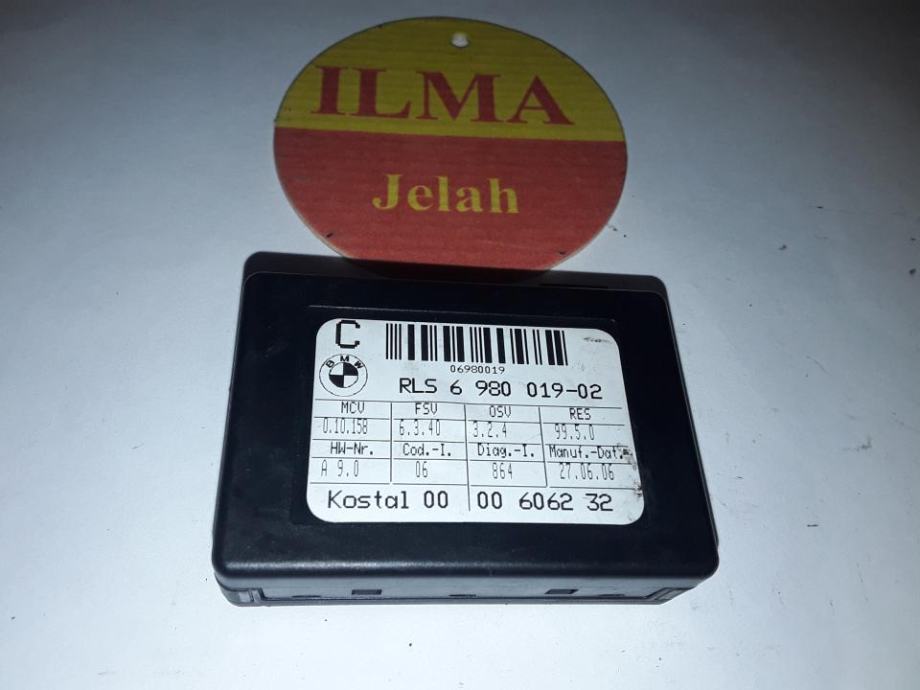 ILMA
Jelah
C
BMW
06980019
RLS 6 980 019-02
MCV FSV OSV RES
0.10.158 6.3.40 3.2.4 99.5.0
HW-Nr. Cod.-I. Diag.-I. Manuf.-Dat.
A 9.0 06 864 27.06.06
Kostal 00 00 6062 32